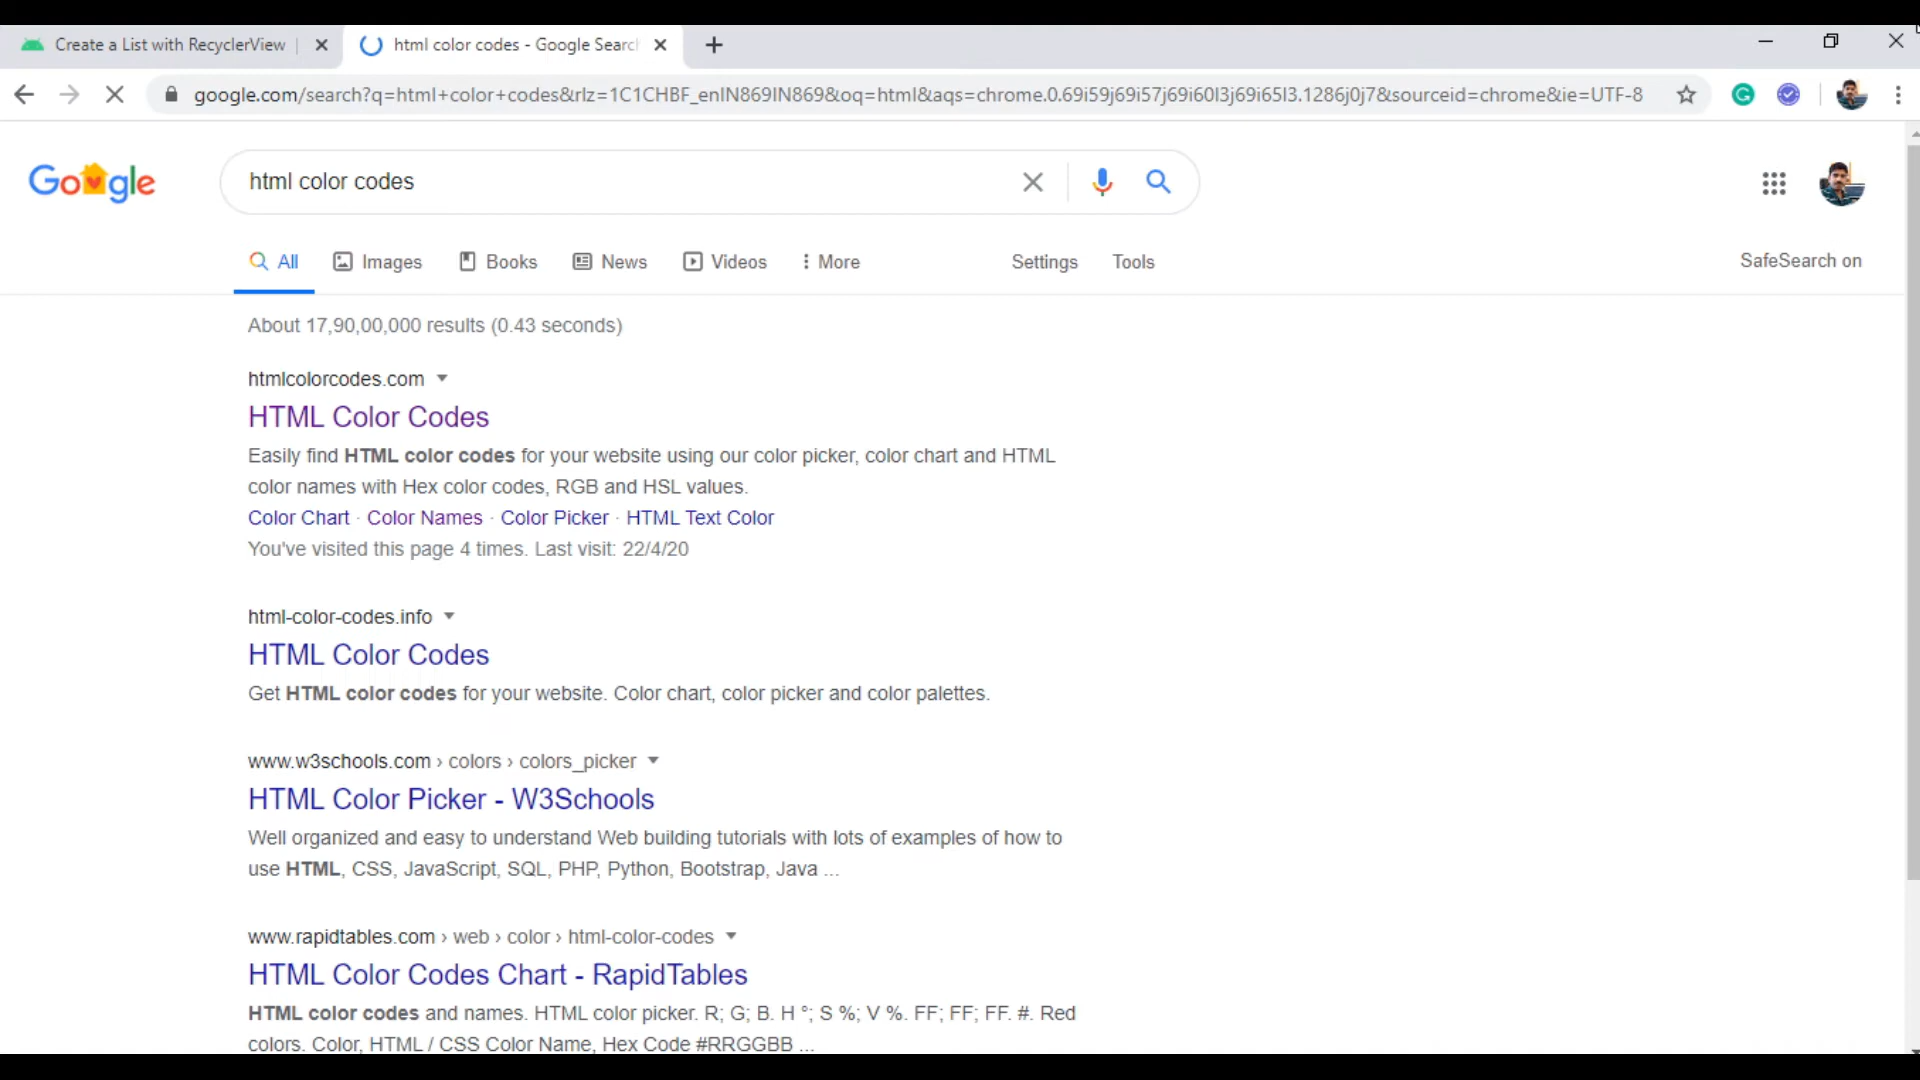 Create a List with RecyclerView
html color codes - Google Searc
google.com/search?q=html+color+codes&rlz=1C1CHBF_enIN869IN869&oq=html&aqs=chrome.0.69i59j69i57j69i60l3j69i65l3.1286j0j7&sourceid=chrome&ie=UTF-8
Google
html color codes
All Images Books News Videos More Settings Tools SafeSearch on
About 17,90,00,000 results (0.43 seconds)
htmlcolorcodes.com
HTML Color Codes
Easily find HTML color codes for your website using our color picker, color chart and HTML
color names with Hex color codes, RGB and HSL values.
Color Chart · Color Names · Color Picker · HTML Text Color
You've visited this page 4 times. Last visit: 22/4/20
html-color-codes.info
HTML Color Codes
Get HTML color codes for your website. Color chart, color picker and color palettes.
www.w3schools.com › colors › colors_picker
HTML Color Picker - W3Schools
Well organized and easy to understand Web building tutorials with lots of examples of how to
use HTML, CSS, JavaScript, SQL, PHP, Python, Bootstrap, Java ...
www.rapidtables.com › web › color › html-color-codes
HTML Color Codes Chart - RapidTables
HTML color codes and names. HTML color picker. R; G; B. H °; S %; V %. FF; FF; FF. #. Red
colors. Color, HTML / CSS Color Name, Hex Code #RRGGBB ...